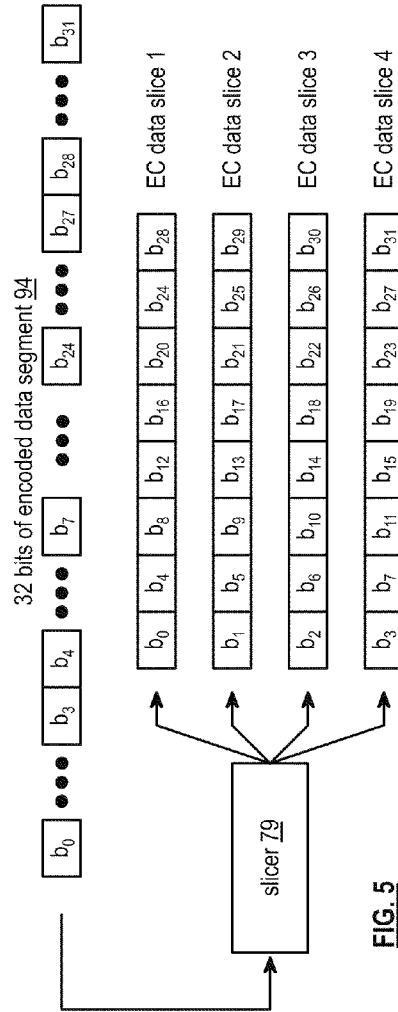 32 bits of encoded data segment 94
b0 ••• b3 b4 ••• b7 ••• b24 ••• b27 b28 ••• b31
b0 b4 b8 b12 b16 b20 b24 b28 EC data slice 1
b1 b5 b9 b13 b17 b21 b25 b29 EC data slice 2
slicer 79
b2 b6 b10 b14 b18 b22 b26 b30 EC data slice 3
b3 b7 b11 b15 b19 b23 b27 b31 EC data slice 4
FIG. 5